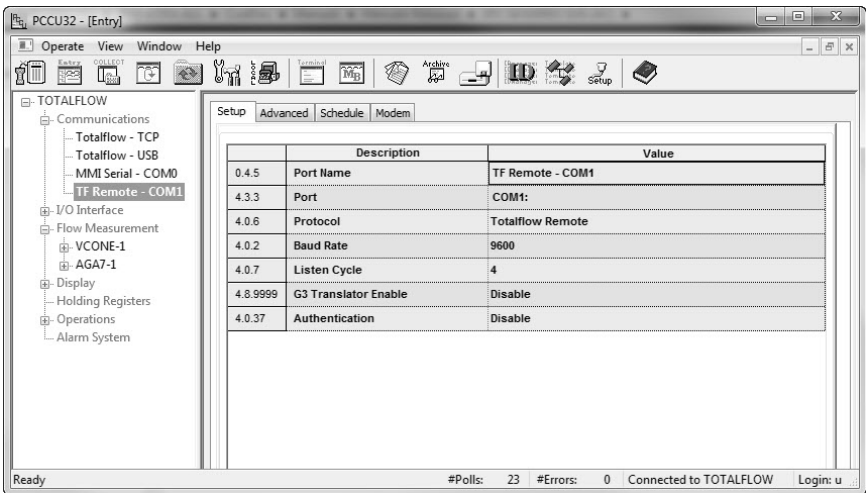 PCCU32 - [Entry]
Operate View Window Help
Entry COLLECT LOCAL Terminal MB Archive Setup
TOTALFLOW
Communications
Totalflow - TCP
Totalflow - USB
MMI Serial - COM0
TF Remote - COM1
I/O Interface
Flow Measurement
VCONE-1
AGA7-1
Display
Holding Registers
Operations
Alarm System
Setup Advanced Schedule Modem
Description Value
0.4.5 Port Name TF Remote - COM1
4.3.3 Port COM1:
4.0.6 Protocol Totalflow Remote
4.0.2 Baud Rate 9600
4.0.7 Listen Cycle 4
4.8.9999 G3 Translator Enable Disable
4.0.37 Authentication Disable
Ready #Polls: 23 #Errors: 0 Connected to TOTALFLOW Login: u